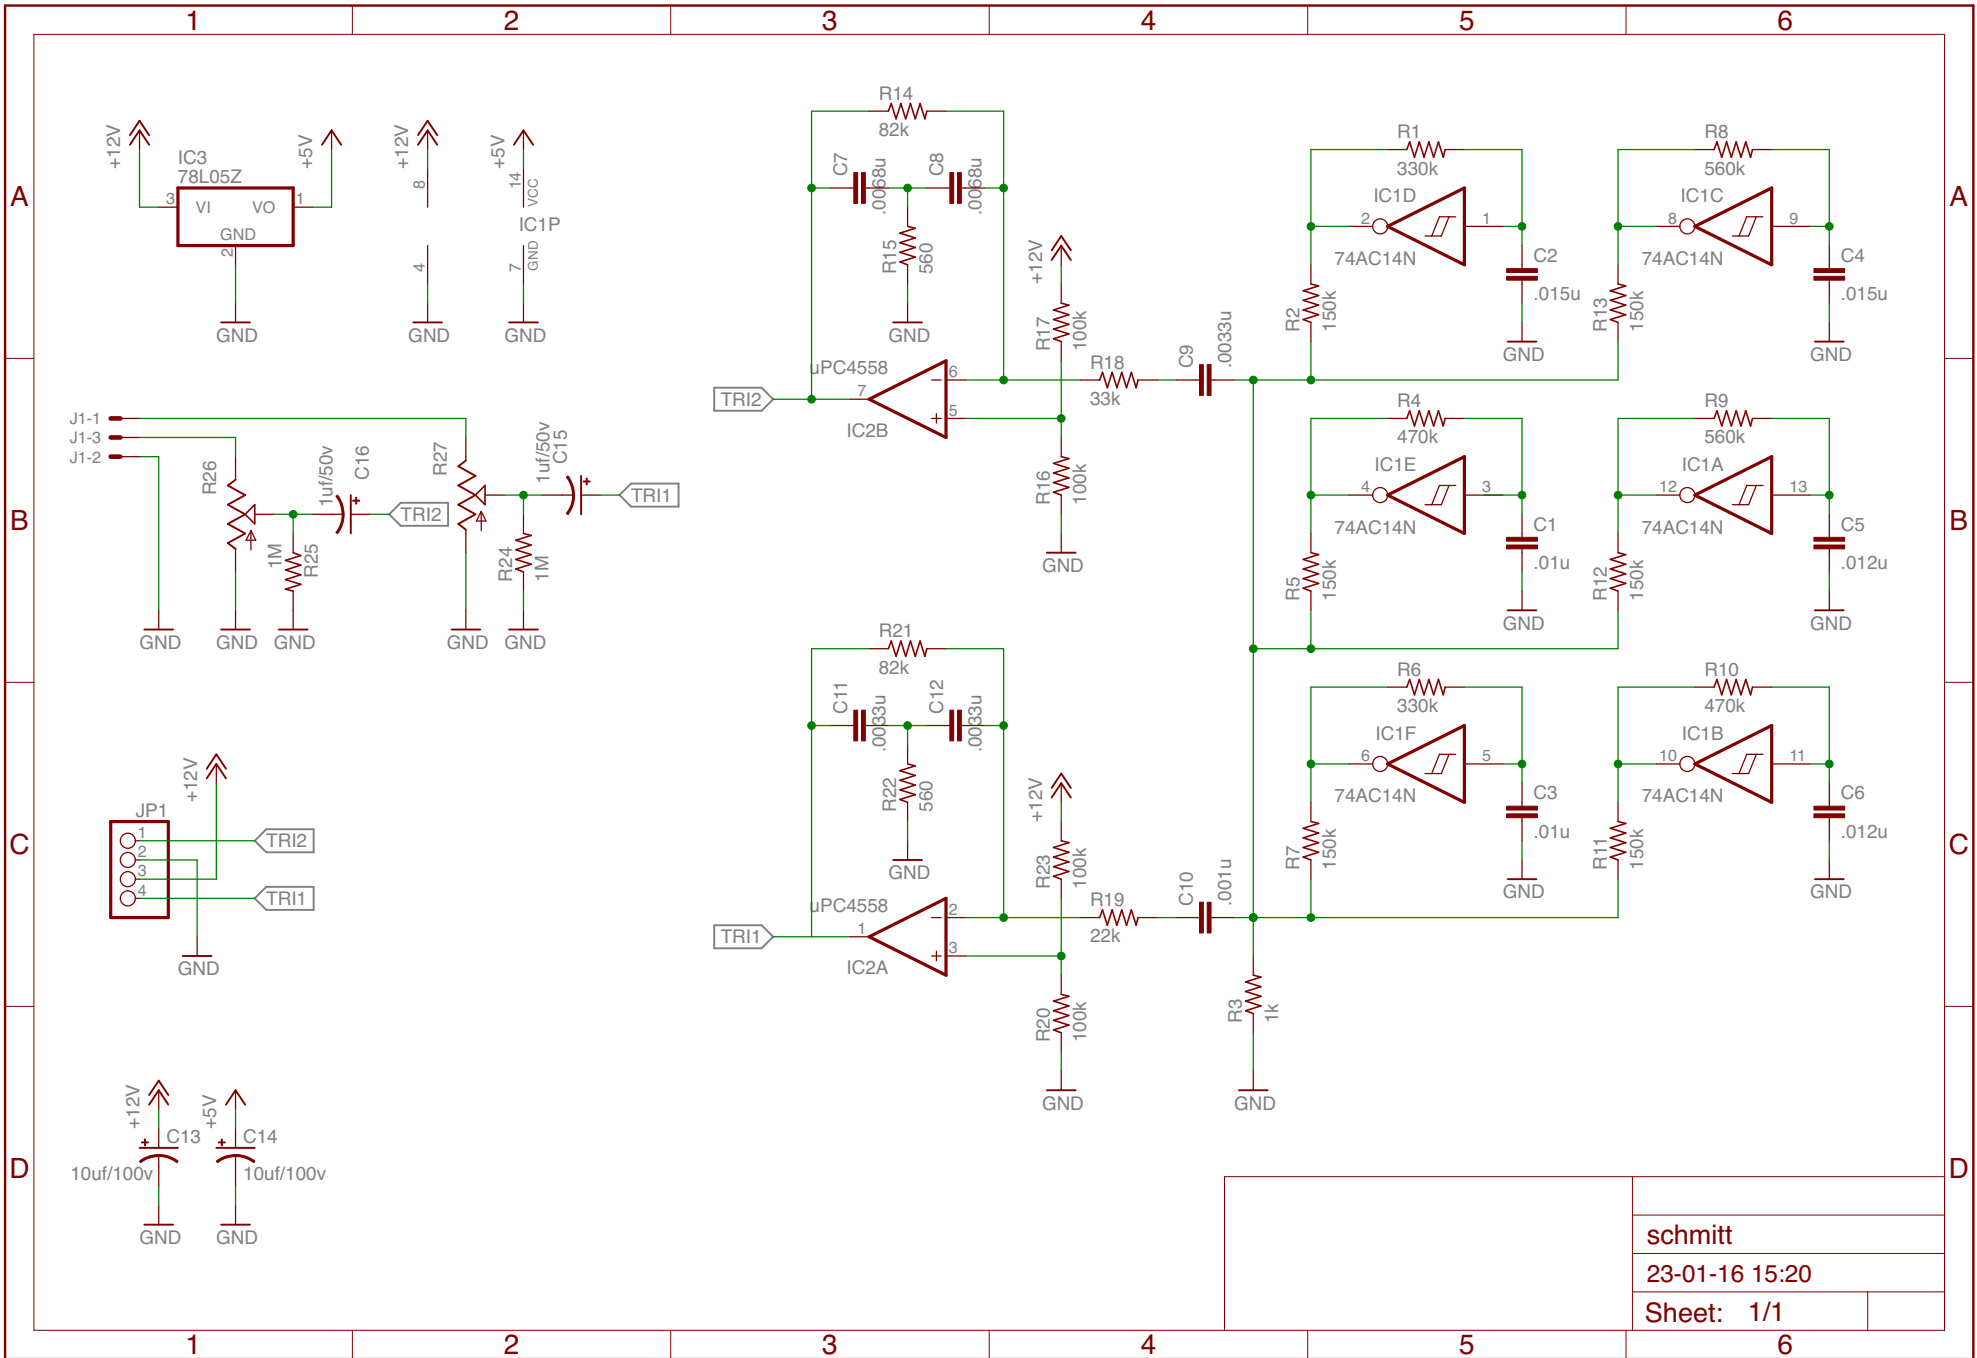 1 2 3 4 5 6
A A
B B
C C
D D
+12V
IC3
78L05Z
3 VI VO 1
GND
2
GND
+5V
+12V
8
4
GND
+5V
14
VCC
IC1P
7
GND
GND
J1-1
J1-3
J1-2
GND
R26
GND
1M
R25
GND
1uf/50v
C16
TRI2
R27
GND
R24
1M
GND
1uf/50v
C15
TRI1
JP1
1
2
3
4
+12V
TRI2
TRI1
GND
+12V
C13
10uf/100v
GND
+5V
C14
10uf/100v
GND
R14
82k
C7
.0068u
C8
.0068u
R15
560
GND
uPC4558
TRI2
7
6
5
IC2B
+12V
R17
100k
R16
100k
GND
R18
33k
C9
.0033u
R21
82k
C11
.0033u
C12
.0033u
R22
560
GND
uPC4558
TRI1
1
2
3
IC2A
+12V
R23
100k
R20
100k
GND
R19
22k
C10
.001u
R3
1k
GND
R1
330k
IC1D
2 1
74AC14N
C2
.015u
R2
150k
GND
R8
560k
IC1C
8 9
74AC14N
C4
.015u
R13
150k
GND
R4
470k
IC1E
4 3
74AC14N
C1
.01u
R5
150k
GND
R9
560k
IC1A
12 13
74AC14N
C5
.012u
R12
150k
GND
R6
330k
IC1F
6 5
74AC14N
C3
.01u
R7
150k
GND
R10
470k
IC1B
10 11
74AC14N
C6
.012u
R11
150k
GND
schmitt
23-01-16 15:20
Sheet: 1/1
1 2 3 4 5 6